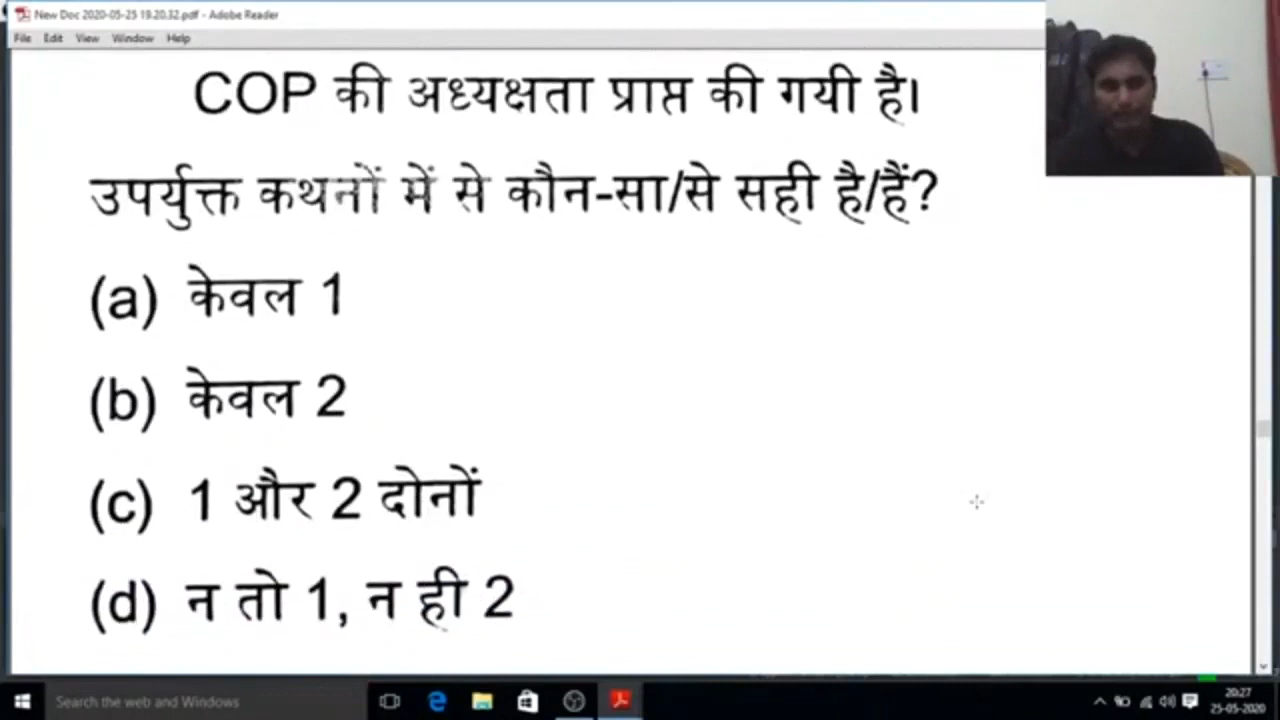 New Doc 2020-05-25 19.20.32.pdf - Adobe Reader
File Edit View Window Help
COP की अध्यक्षता प्राप्त की गयी है।
उपर्युक्त कथनों में से कौन-सा/से सही है/हैं?
(a) केवल 1
(b) केवल 2
(c) 1 और 2 दोनों
(d) न तो 1, न ही 2
Search the web and Windows
20:27
25-05-2020